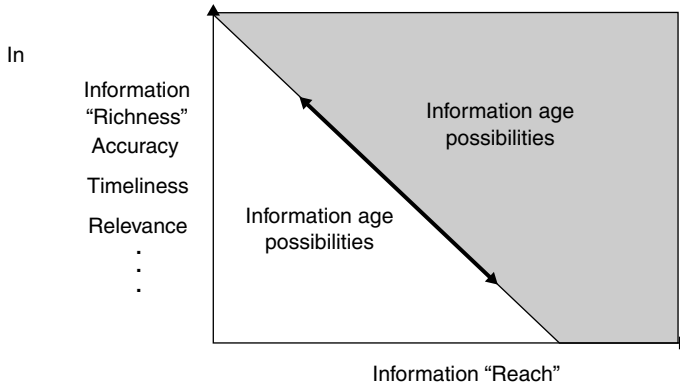 In
Information
“Richness”
Accuracy
Timeliness
Relevance
.
.
.
Information age
possibilities
Information age
possibilities
Information “Reach”